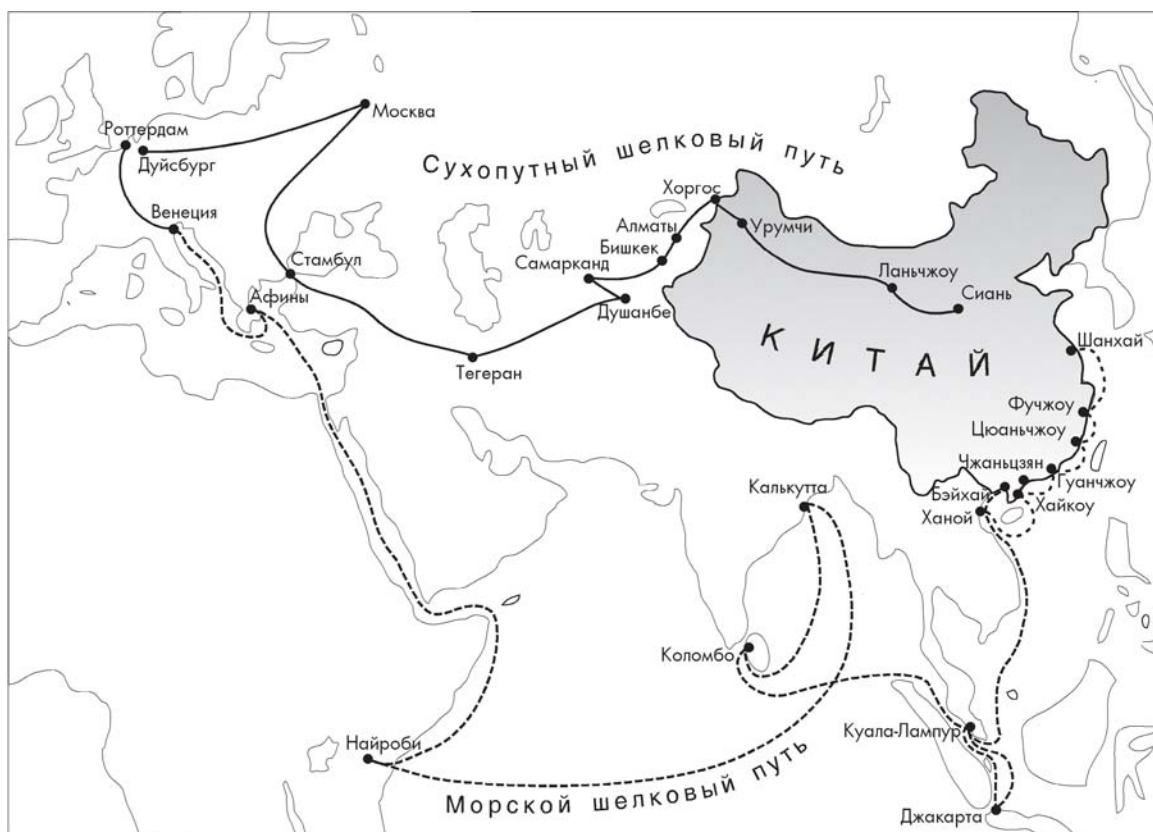 Москва
Роттердам
Дуйсбург
Сухопутный шелковый путь
Хоргос
Венеция
Алматы
Урумчи
Бишкек
Стамбул
Самарканд
Ланьчжоу
Афины
Душанбе
Сиань
КИТАЙ
Шанхай
Тегеран
Фучжоу
Цюаньчжоу
Чжаньцзян
Гуанчжоу
Калькутта
Бэйхай
Хайкоу
Ханой
Коломбо
Куала-Лампур
Найроби
Морской шелковый путь
Джакарта